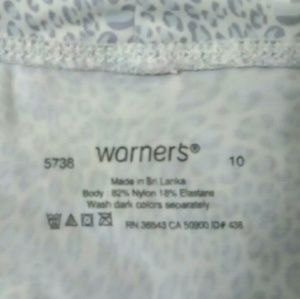 5738 warner's® 10
Made in Sri Lanka
Body : 82% Nylon 18% Elastane
Wash dark colors separately
RN 36543 CA 50900 ID# 438